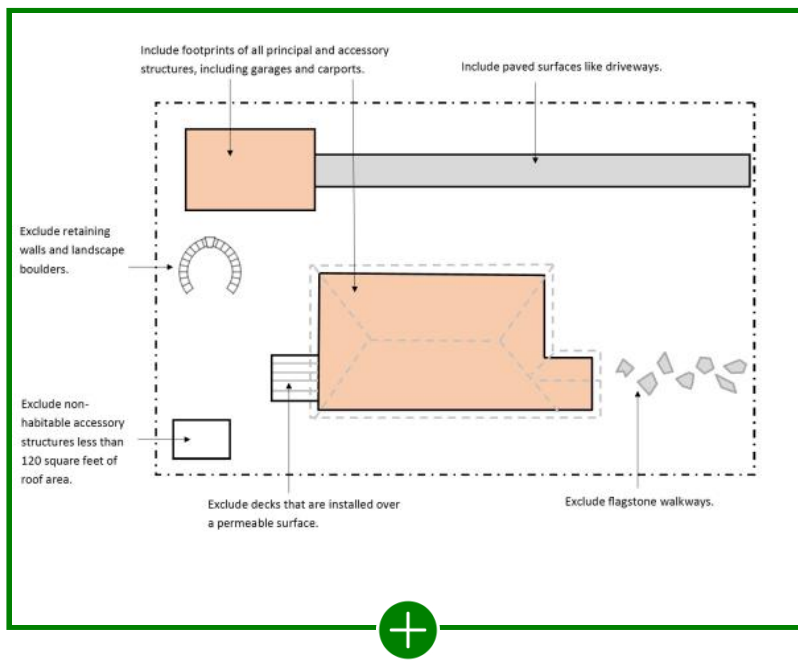 Include footprints of all principal and accessory
structures, including garages and carports.
Include paved surfaces like driveways.
Exclude retaining
walls and landscape
boulders.
Exclude non-
habitable accessory
structures less than
120 square feet of
roof area.
Exclude decks that are installed over
a permeable surface.
Exclude flagstone walkways.